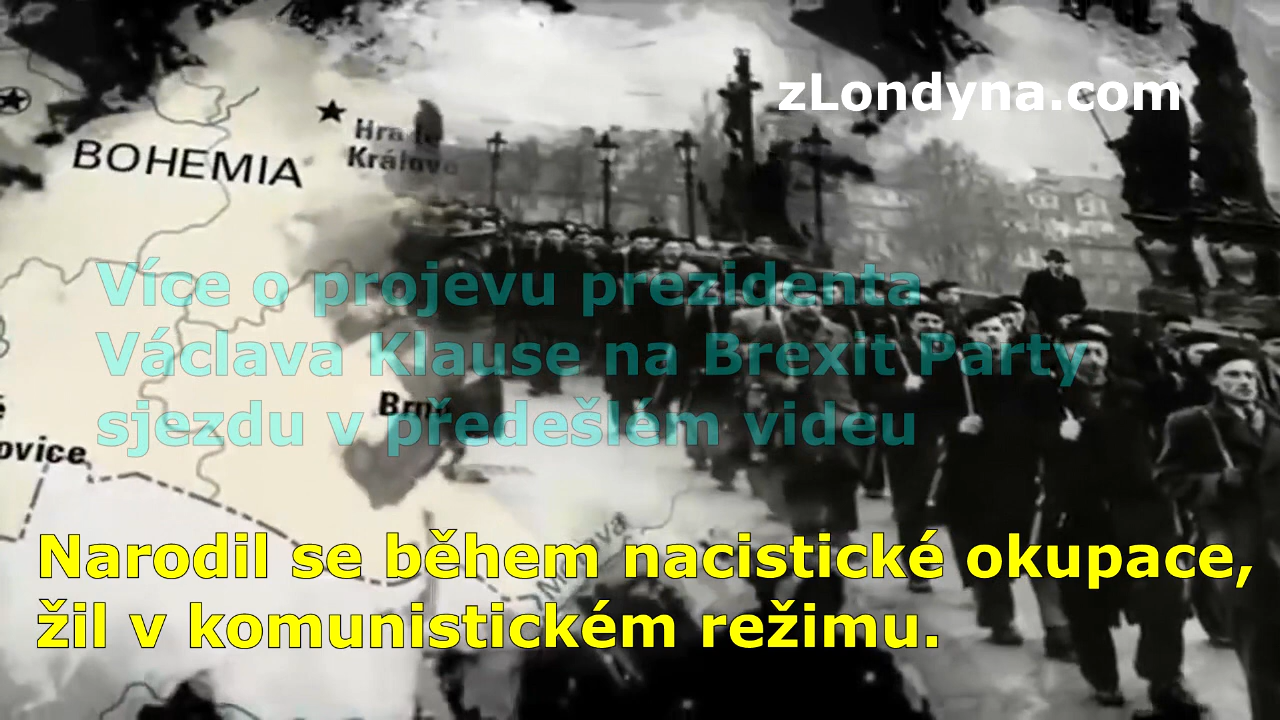 zLondyna.com
BOHEMIA
Hradec
Králové
Více o projevu prezidenta
Václava Klause na Brexit Party
sjezdu v předešlém videu
Brno
ovice
Morava
Narodil se během nacistické okupace,
žil v komunistickém režimu.